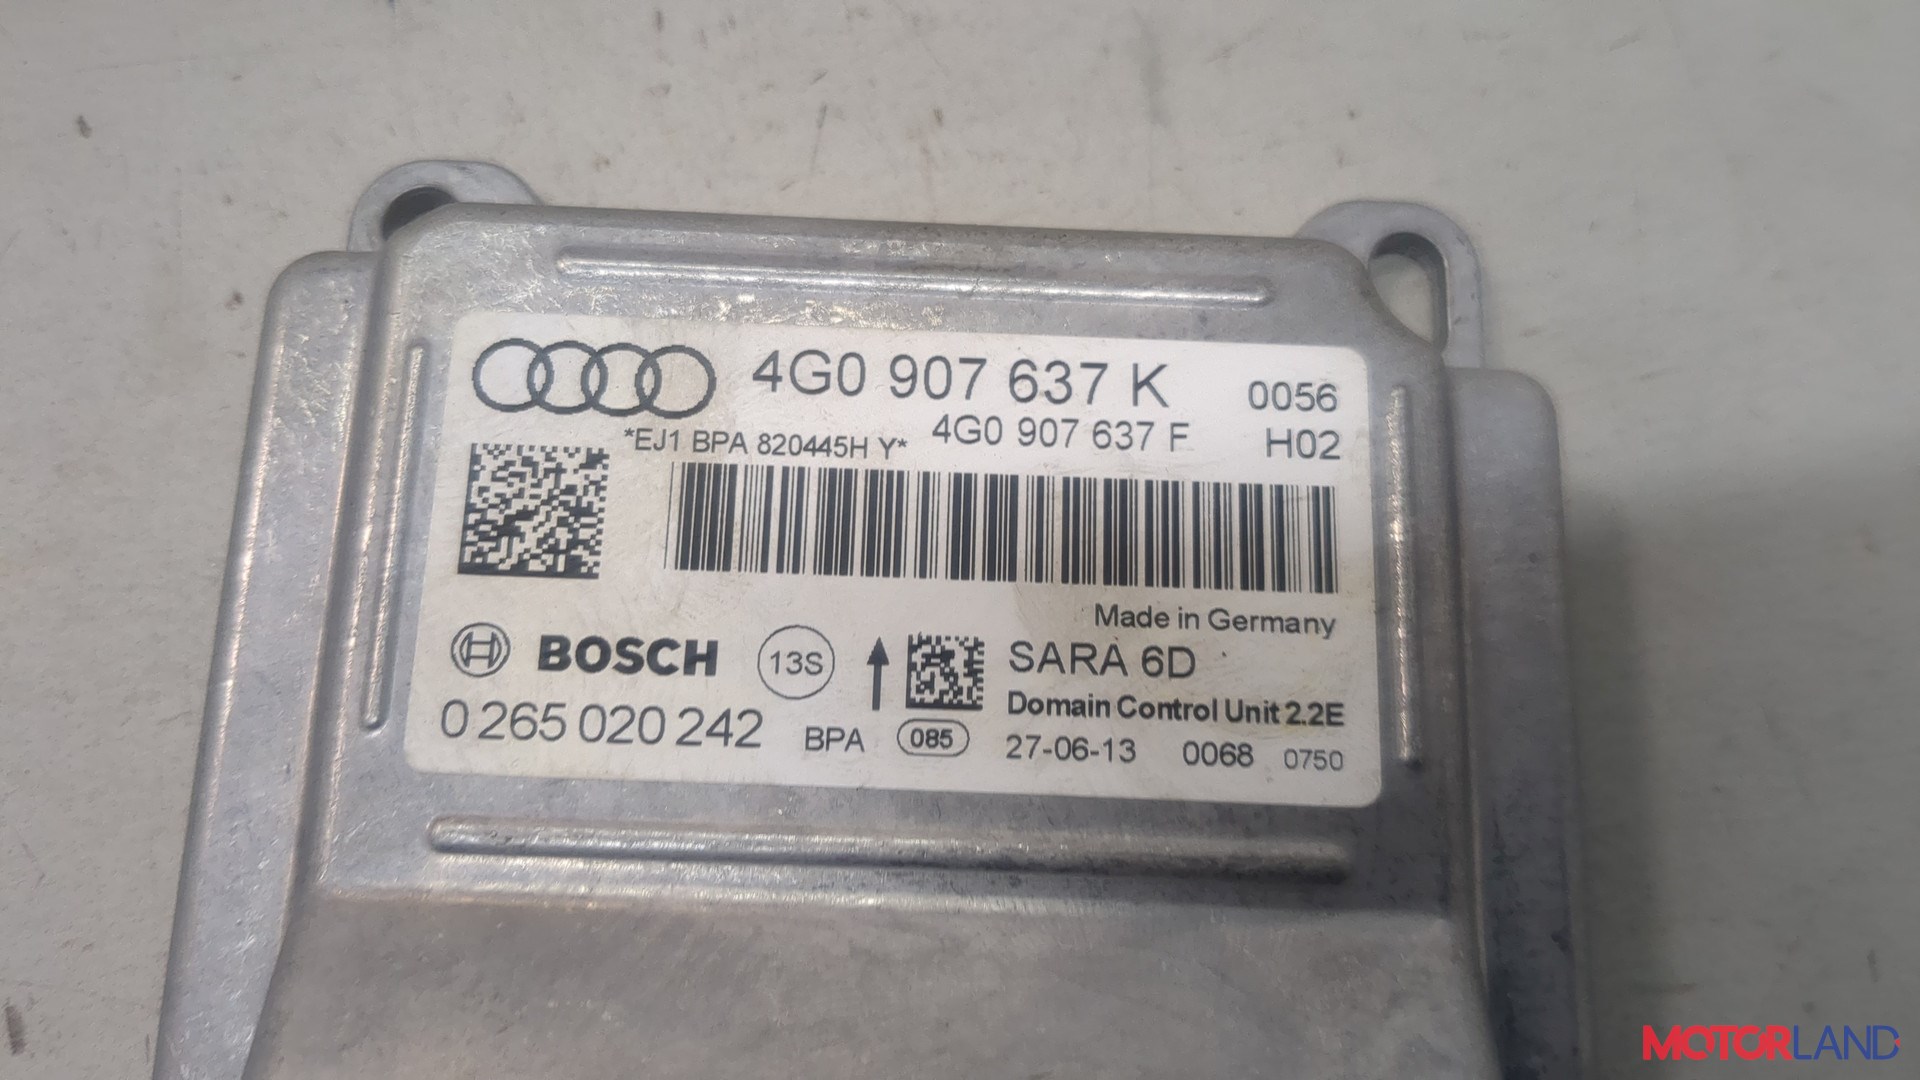 4G0 907 637 K 0056
*EJ1 BPA 820445H Y* 4G0 907 637 F H02
Made in Germany
BOSCH 13S SARA 6D
Domain Control Unit 2.2E
0 265 020 242 BPA 085 27-06-13 0068 0750
MOTORLAND